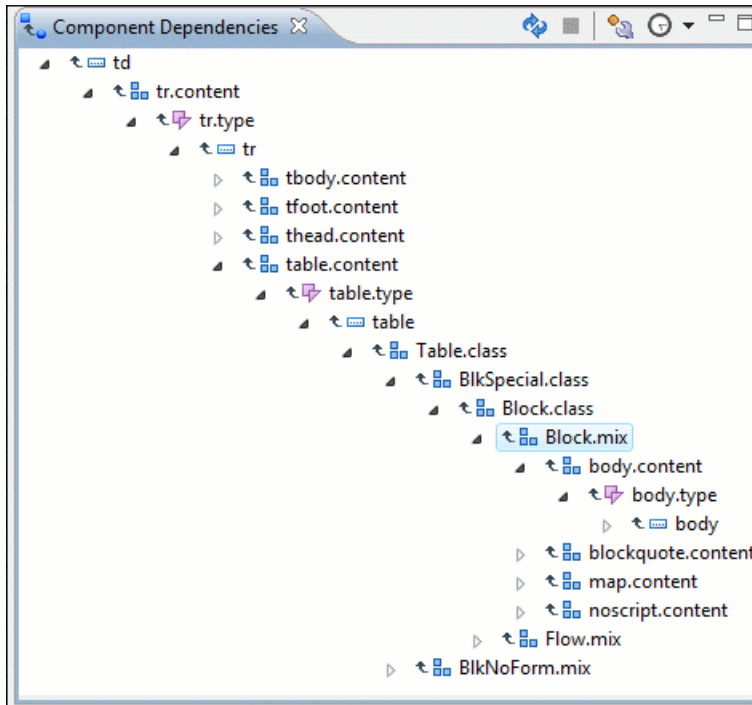 Component Dependencies
td
tr.content
tr.type
tr
tbody.content
tfoot.content
thead.content
table.content
table.type
table
Table.class
BlkSpecial.class
Block.class
Block.mix
body.content
body.type
body
blockquote.content
map.content
noscript.content
Flow.mix
BlkNoForm.mix